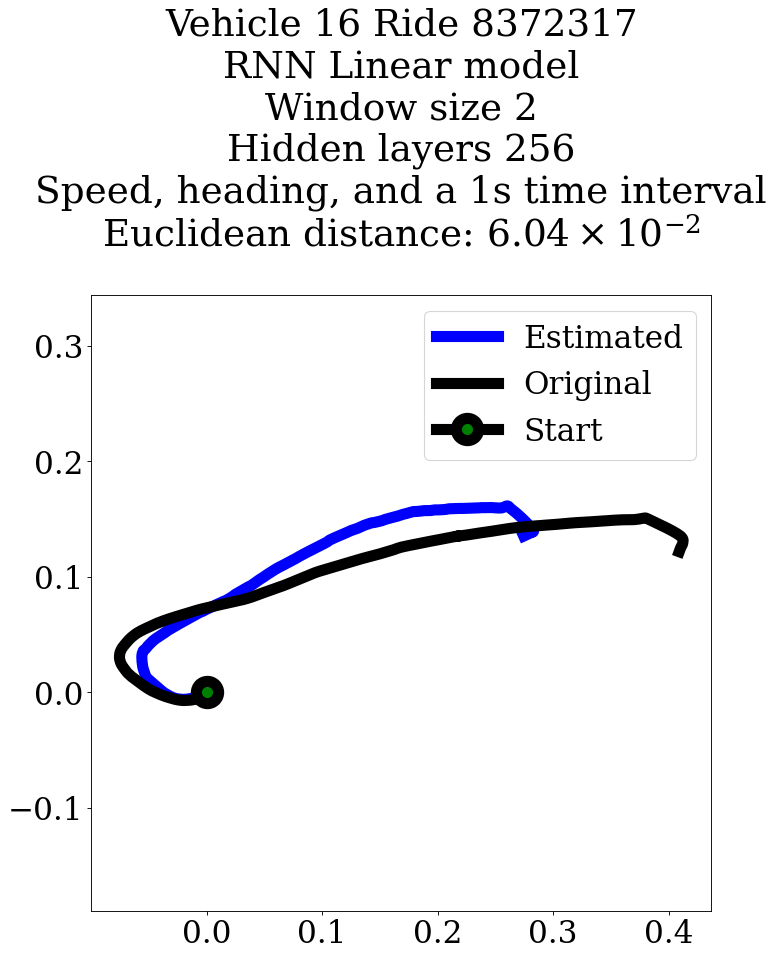 Vehicle 16 Ride 8372317
RNN Linear model
Window size 2
Hidden layers 256
Speed, heading, and a 1s time interval
Euclidean distance: 6.04 × 10⁻²
Estimated
Original
Start
0.3
0.2
0.1
0.0
−0.1
0.0 0.1 0.2 0.3 0.4